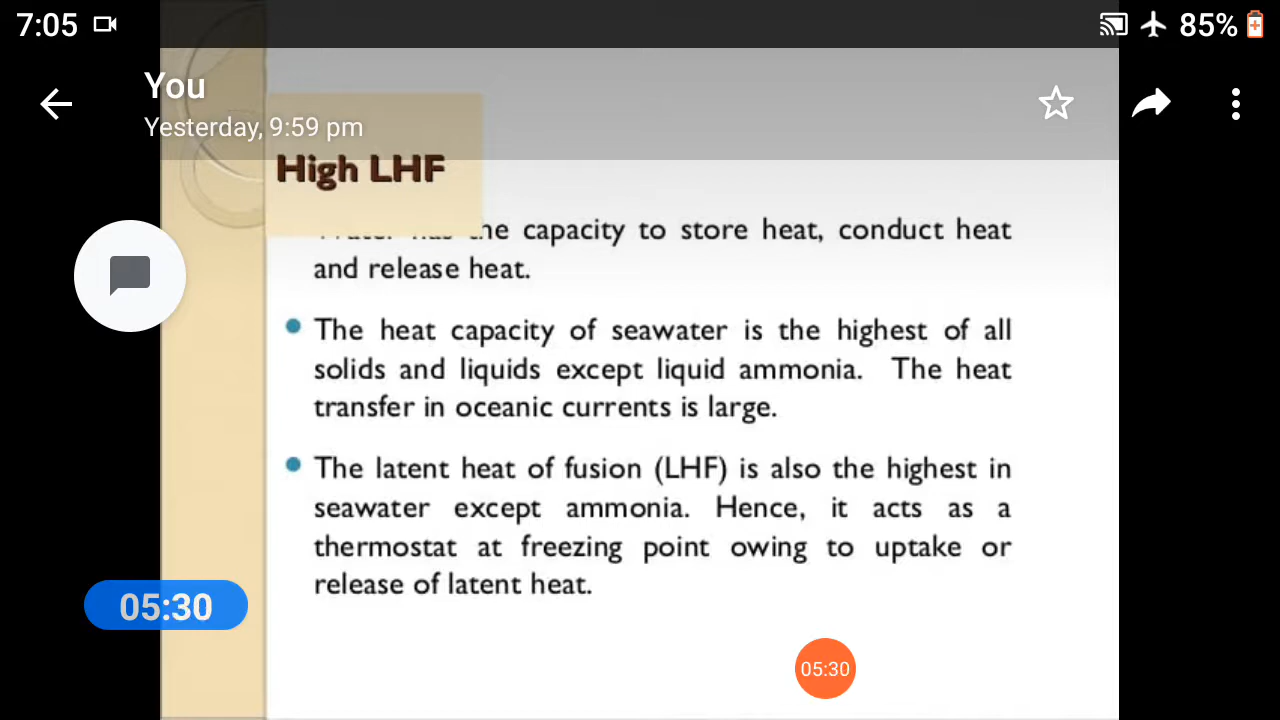 7:05
85%
You
Yesterday, 9:59 pm
High LHF
the capacity to store heat, conduct heat
and release heat.
The heat capacity of seawater is the highest of all
solids and liquids except liquid ammonia. The heat
transfer in oceanic currents is large.
The latent heat of fusion (LHF) is also the highest in
seawater except ammonia. Hence, it acts as a
thermostat at freezing point owing to uptake or
release of latent heat.
05:30
05:30